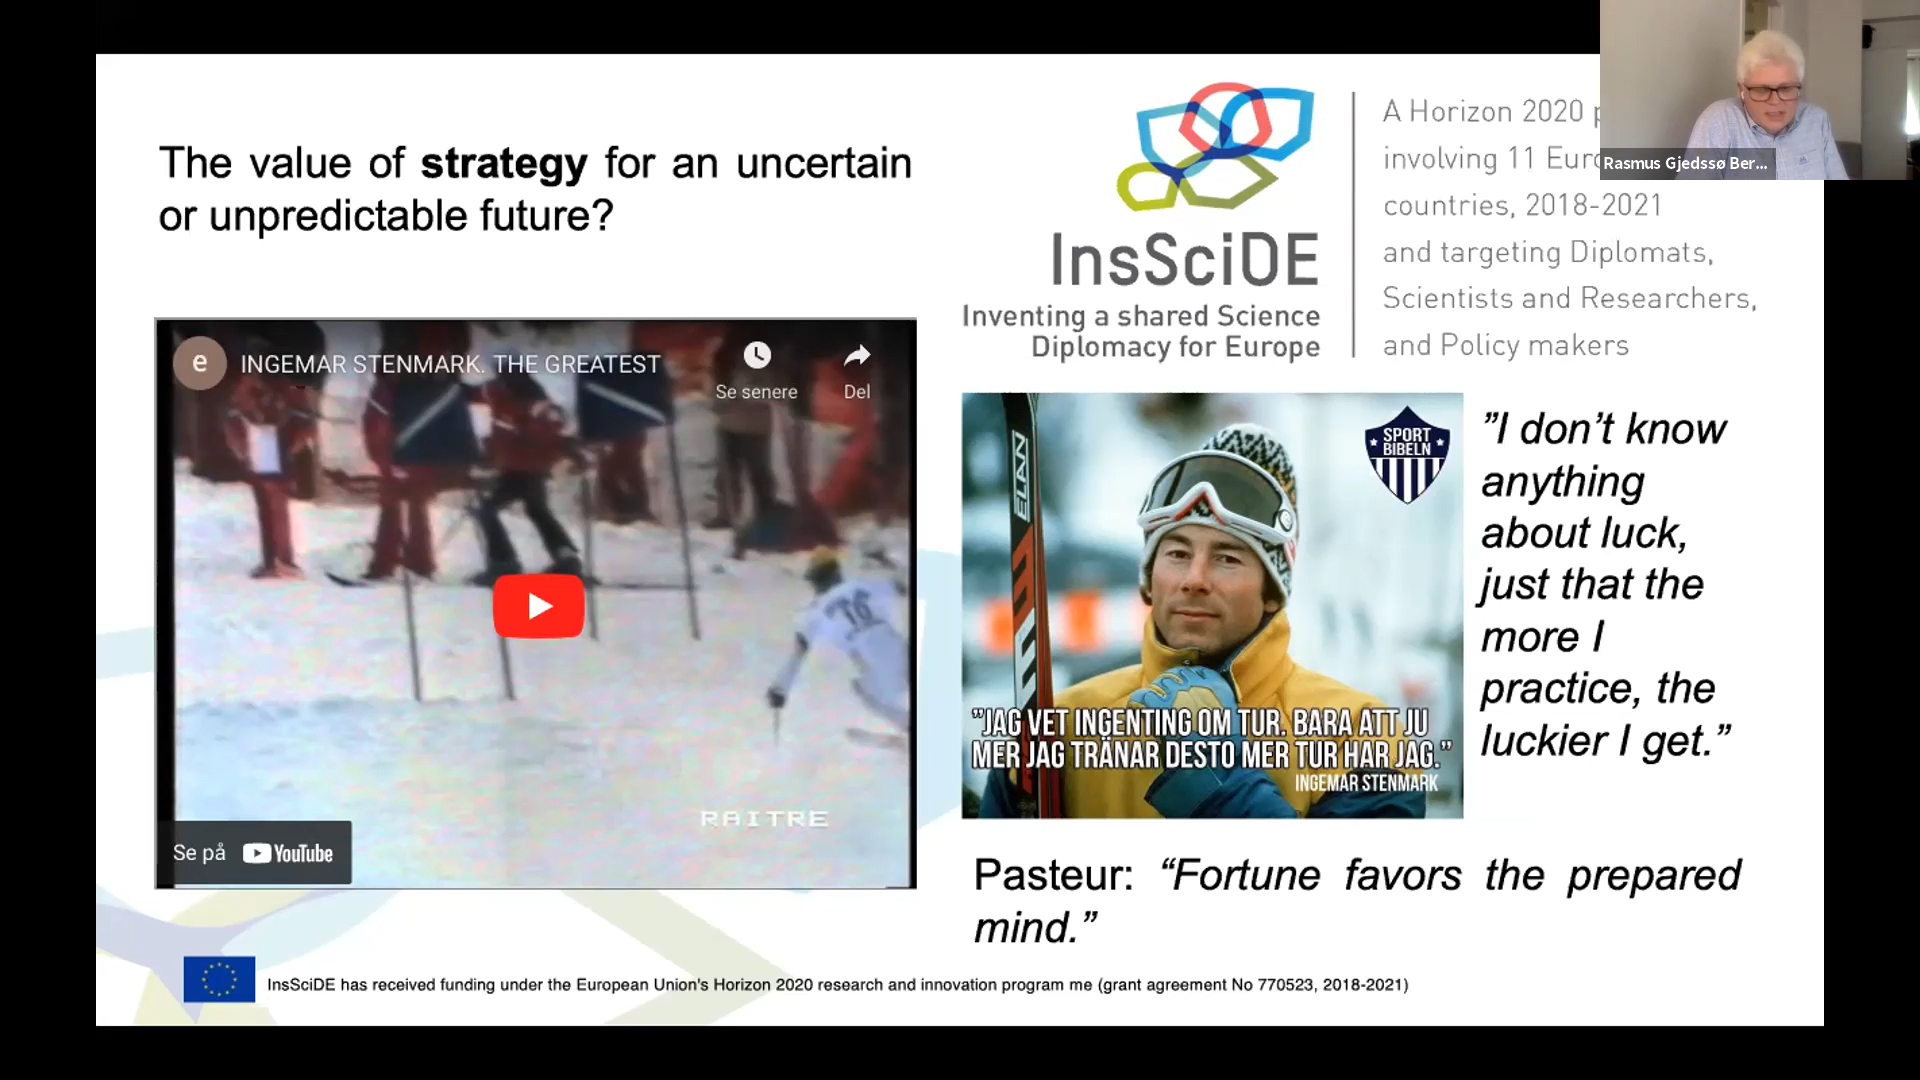 The value of strategy for an uncertain
or unpredictable future?
InsSciDE
Inventing a shared Science
Diplomacy for Europe
A Horizon 2020
involving 11
countries, 2018-2021
and targeting Diplomats,
Scientists and Researchers,
and Policy makers
Rasmus Gjedssø Ber...
e
INGEMAR STENMARK. THE GREATEST
Se senere
Del
76
RAITRE
Se på YouTube
ELAN
SPORT
BIBELN
"JAG VET INGENTING OM TUR. BARA ATT JU
MER JAG TRÄNAR DESTO MER TUR HAR JAG."
INGEMAR STENMARK
”I don’t know
anything
about luck,
just that the
more I
practice, the
luckier I get.”
Pasteur: “Fortune favors the prepared
mind.”
InsSciDE has received funding under the European Union's Horizon 2020 research and innovation program me (grant agreement No 770523, 2018-2021)